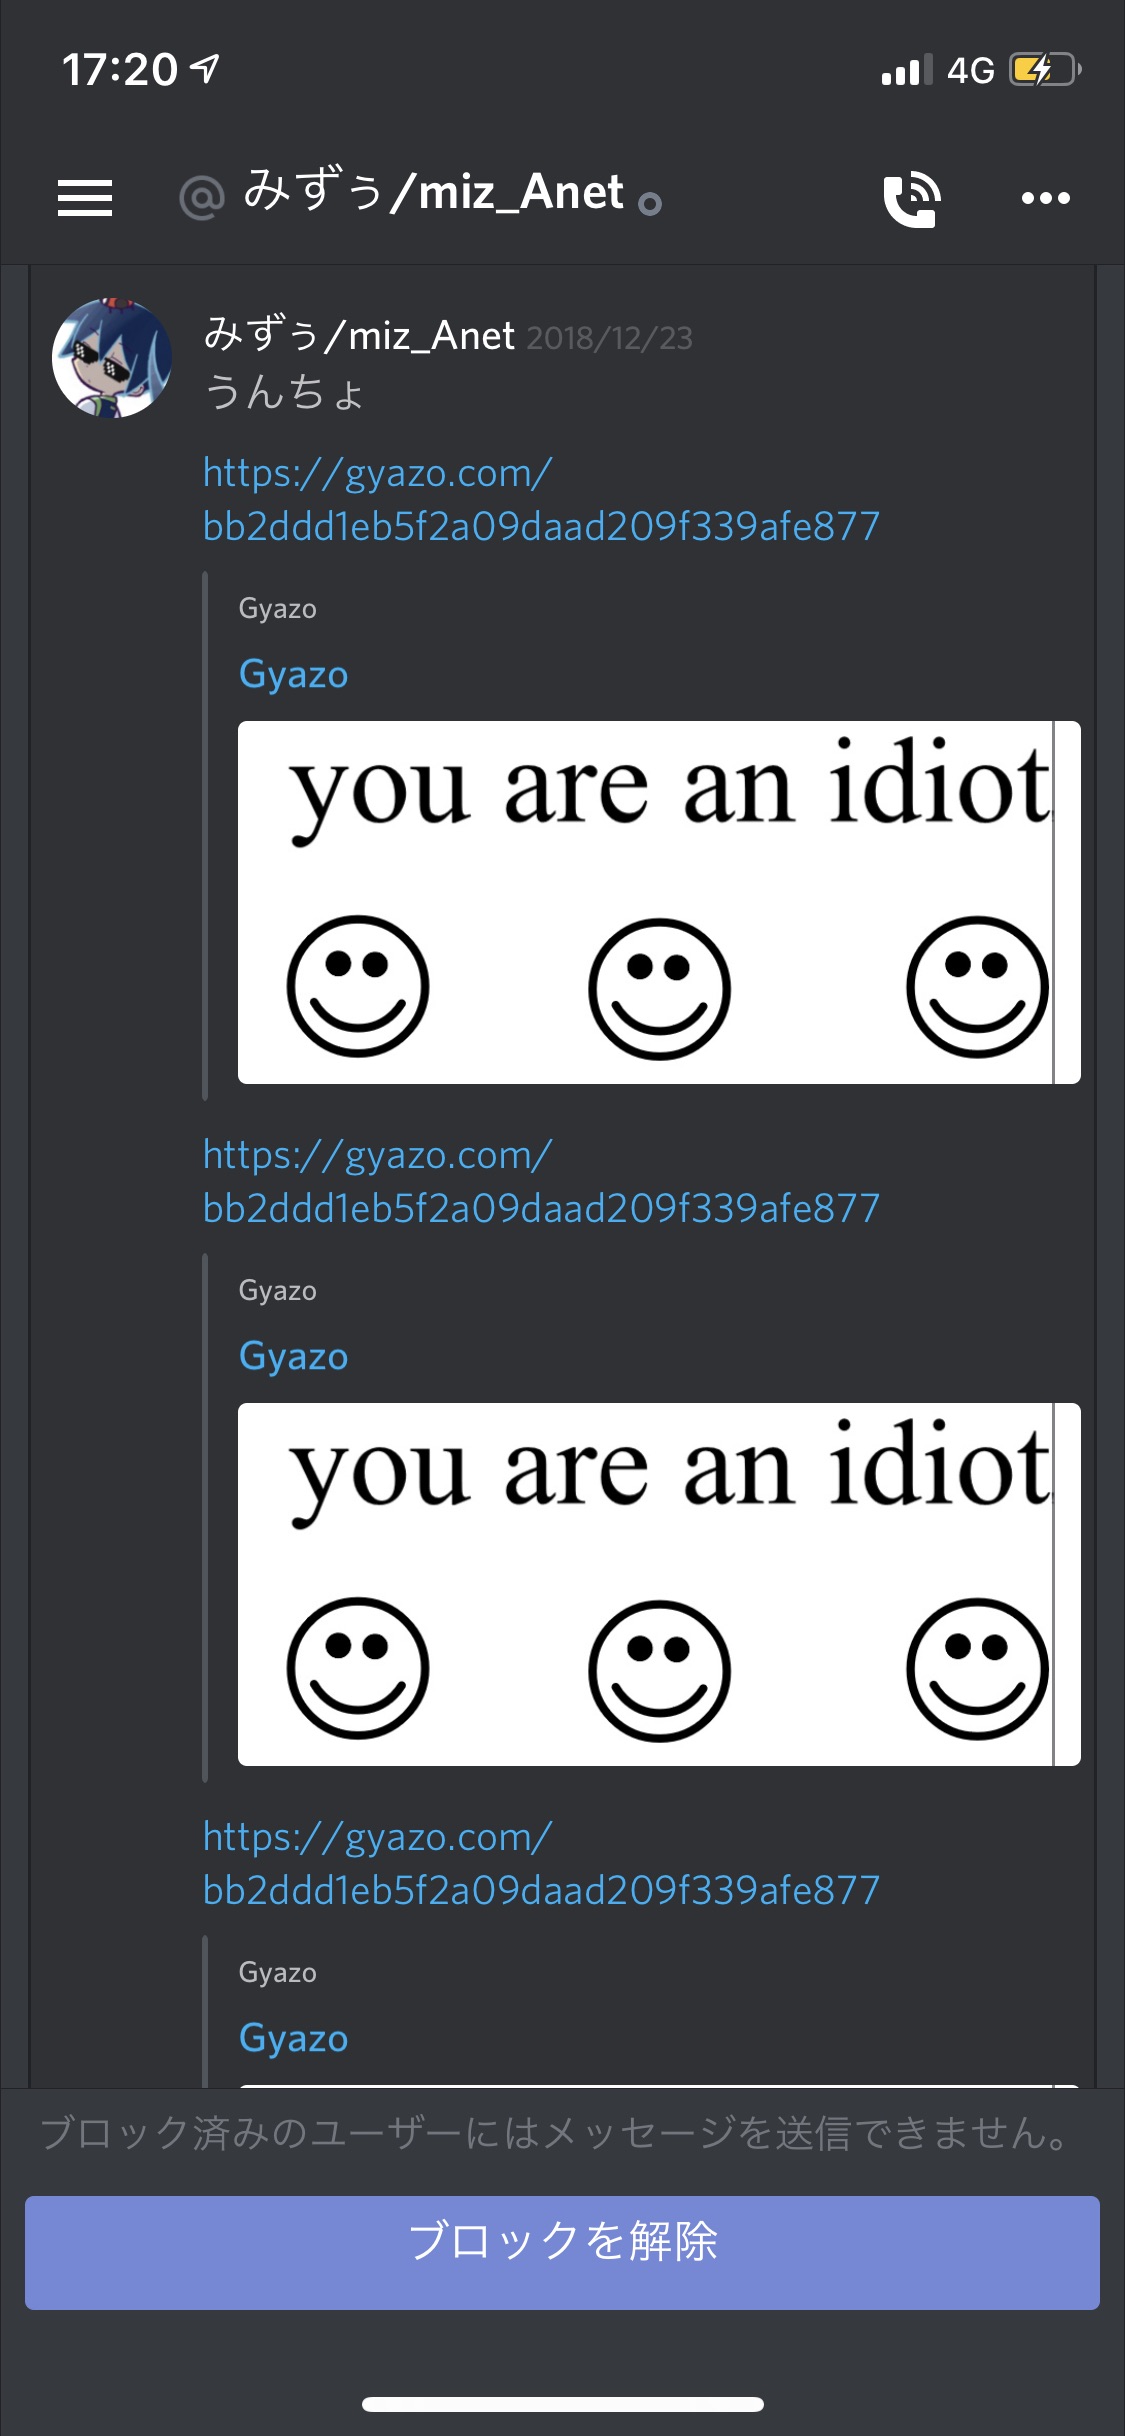 17:20
4G
@ みずぅ/miz_Anet
みずぅ/miz_Anet 2018/12/23
うんちょ
https://gyazo.com/
bb2ddd1eb5f2a09daad209f339afe877
Gyazo
Gyazo
you are an idiot
https://gyazo.com/
bb2ddd1eb5f2a09daad209f339afe877
Gyazo
Gyazo
you are an idiot
https://gyazo.com/
bb2ddd1eb5f2a09daad209f339afe877
Gyazo
Gyazo
ブロック済みのユーザーにはメッセージを送信できません。
ブロックを解除